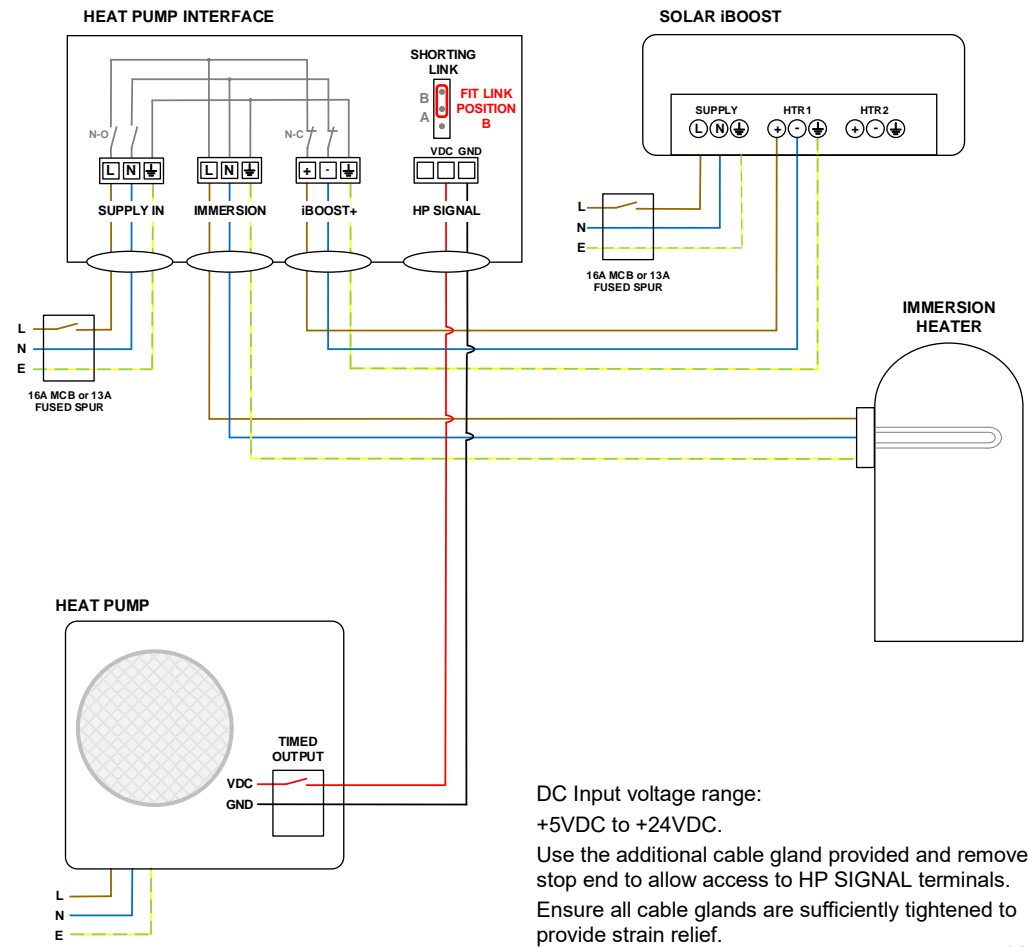 HEAT PUMP INTERFACE
SOLAR iBOOST
SHORTING
LINK
B
A
FIT LINK
POSITION
B
N-O
N-C
VDC GND
L N
L N
+ -
SUPPLY IN
IMMERSION
iBOOST+
HP SIGNAL
SUPPLY
HTR1
HTR2
L N
+ -
+ -
L
N
E
16A MCB or 13A
FUSED SPUR
L
N
E
16A MCB or 13A
FUSED SPUR
IMMERSION
HEATER
HEAT PUMP
TIMED
OUTPUT
VDC
GND
L
N
E
DC Input voltage range:
+5VDC to +24VDC.
Use the additional cable gland provided and remove
stop end to allow access to HP SIGNAL terminals.
Ensure all cable glands are sufficiently tightened to
provide strain relief.